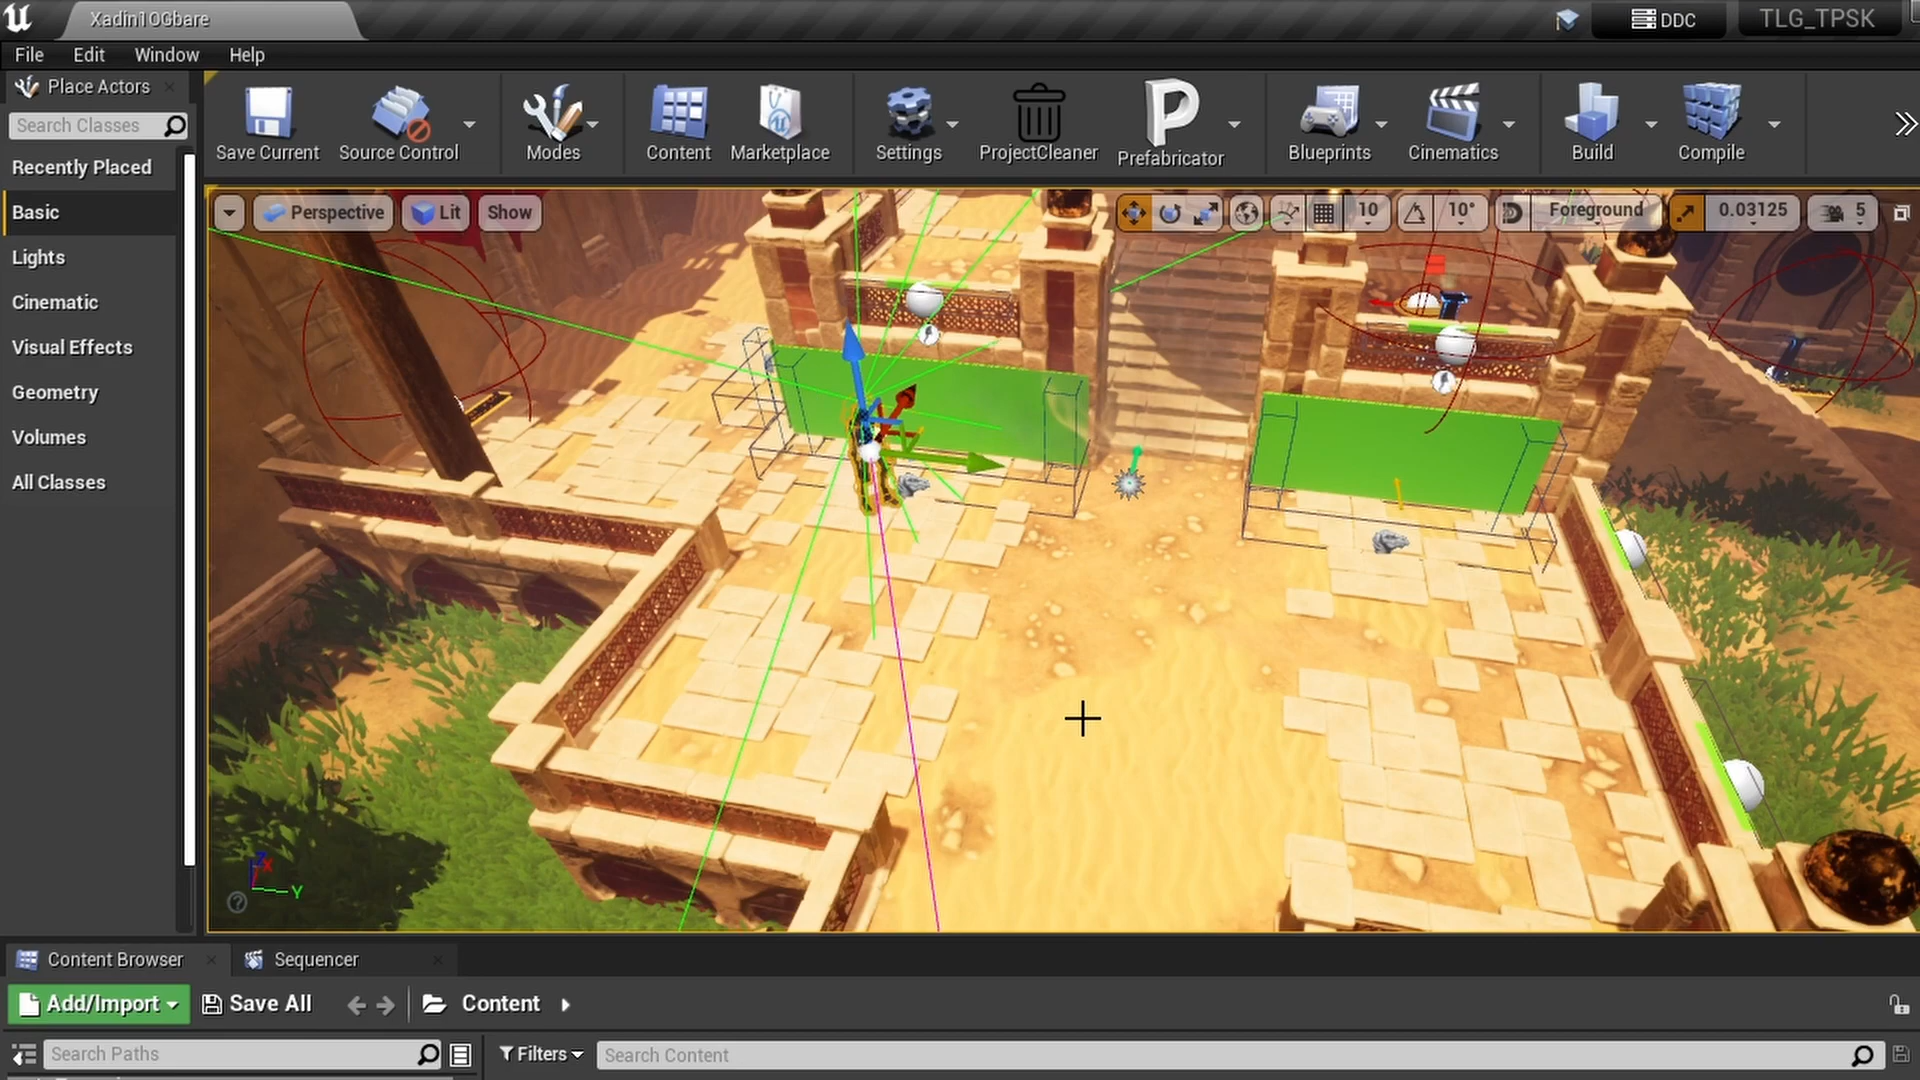 Xadin1OGbare
DDC
TLG_TPSK
File Edit Window Help
Place Actors
Search Classes
Recently Placed
Basic
Lights
Cinematic
Visual Effects
Geometry
Volumes
All Classes
Save Current
Source Control
Modes
Content
Marketplace
Settings
ProjectCleaner
Prefabricator
Blueprints
Cinematics
Build
Compile
Perspective
Lit
Show
10
10°
Foreground
0.03125
5
Z X Y
Content Browser
Sequencer
Add/Import
Save All
Content
Search Paths
Filters
Search Content